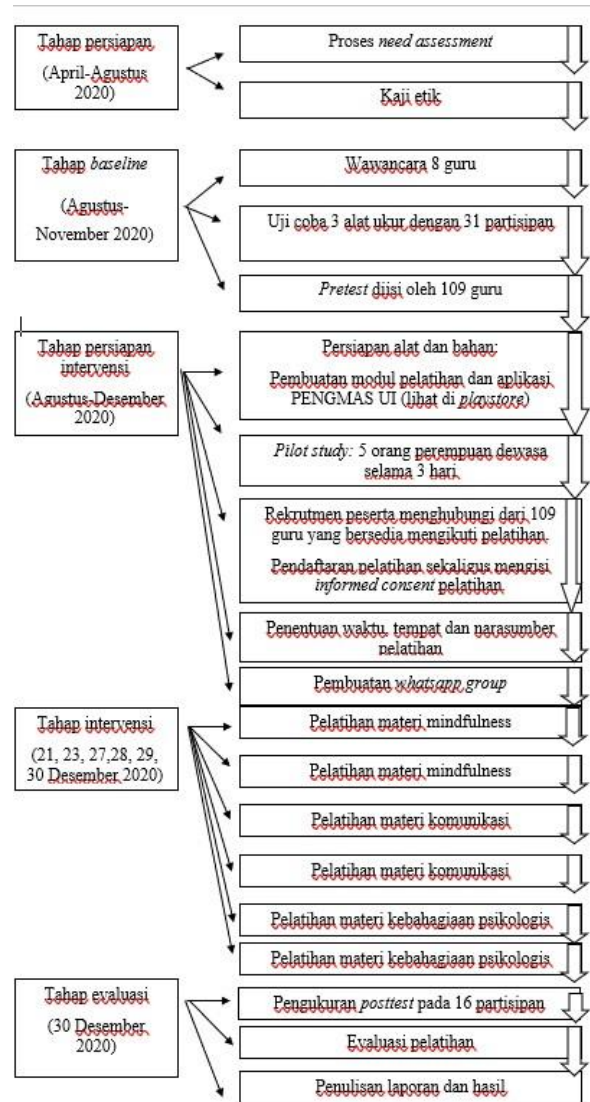 Tahap persiapan
(April-Agustus
2020)
Proses need assessment
Kaji etik
Tahap baseline
(Agustus-
November 2020)
Wawancara 8 guru
Uji coba 3 alat ukur dengan 31 partisipan
Pretest diisi oleh 109 guru
Tahap persiapan
intervensi
(Agustus-Desember
2020)
Persiapan alat dan bahan:
Pembuatan modul pelatihan dan aplikasi
PENGMAS UI (lihat di playstore)
Pilot study: 5 orang perempuan dewasa
selama 3 hari
Rekrutmen peserta menghubungi dari 109
guru yang bersedia mengikuti pelatihan
Pendaftaran pelatihan sekaligus mengisi
informed consent pelatihan
Penentuan waktu, tempat dan narasumber
pelatihan
Pembuatan whatsapp group
Tahap intervensi
(21, 23, 27,28, 29,
30 Desember 2020)
Pelatihan materi mindfulness
Pelatihan materi mindfulness
Pelatihan materi komunikasi
Pelatihan materi komunikasi
Pelatihan materi kebahagiaan psikologis
Pelatihan materi kebahagiaan psikologis
Tahap evaluasi
(30 Desember
2020)
Pengukuran posttest pada 16 partisipan
Evaluasi pelatihan
Penulisan laporan dan hasil